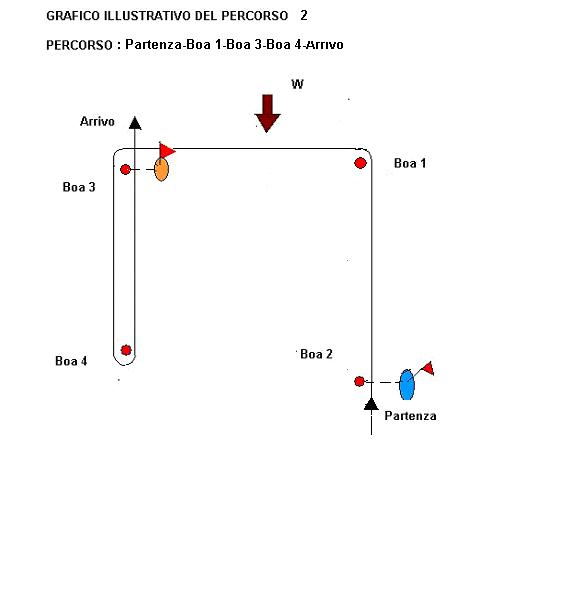 GRAFICO ILLUSTRATIVO DEL PERCORSO 2
PERCORSO : Partenza-Boa 1-Boa 3-Boa 4-Arrivo
W
Arrivo
Boa 1
Boa 3
Boa 2
Boa 4
Partenza